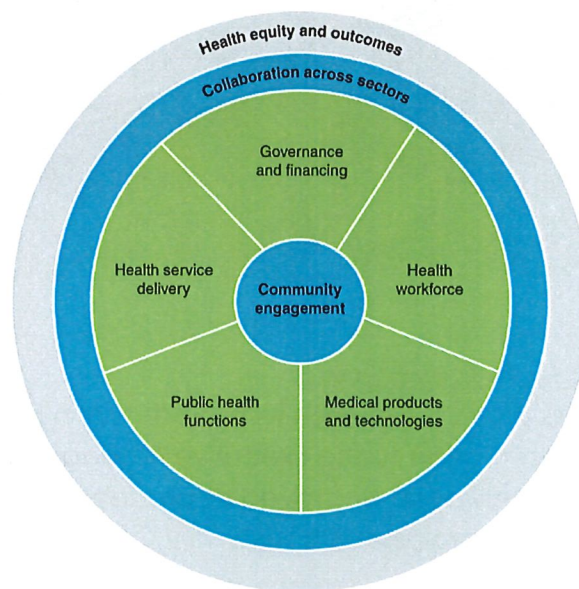 Health equity and outcomes
Collaboration across sectors
Governance
and financing
Health service
delivery
Community
engagement
Health
workforce
Public health
functions
Medical products
and technologies